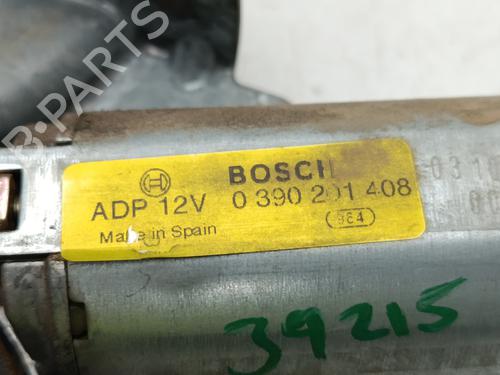 BOSCH
ADP 12V 0 390 201 408
984
Made in Spain
39215
B-PARTS